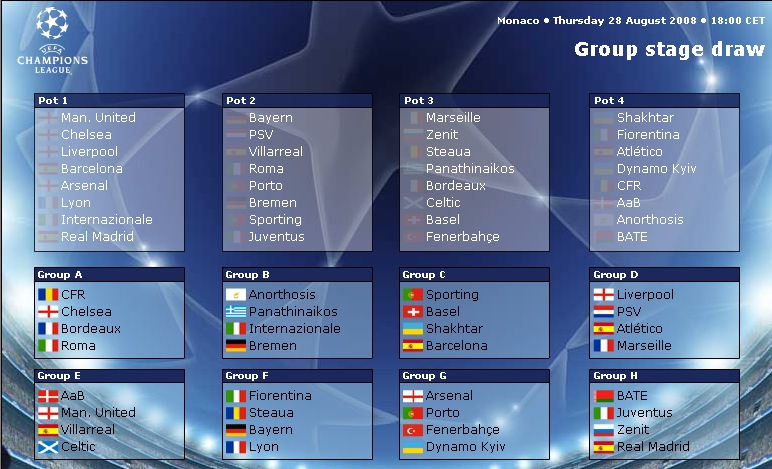 Monaco ● Thursday 28 August 2008 ● 18:00 CET
UEFA
CHAMPIONS
LEAGUE
Group stage draw
Pot 1
Man. United
Chelsea
Liverpool
Barcelona
Arsenal
Lyon
Internazionale
Real Madrid
Pot 2
Bayern
PSV
Villarreal
Roma
Porto
Bremen
Sporting
Juventus
Pot 3
Marseille
Zenit
Steaua
Panathinaikos
Bordeaux
Celtic
Basel
Fenerbahçe
Pot 4
Shakhtar
Fiorentina
Atlético
Dynamo Kyiv
CFR
AaB
Anorthosis
BATE
Group A
CFR
Chelsea
Bordeaux
Roma
Group B
Anorthosis
Panathinaikos
Internazionale
Bremen
Group C
Sporting
Basel
Shakhtar
Barcelona
Group D
Liverpool
PSV
Atlético
Marseille
Group E
AaB
Man. United
Villarreal
Celtic
Group F
Fiorentina
Steaua
Bayern
Lyon
Group G
Arsenal
Porto
Fenerbahçe
Dynamo Kyiv
Group H
BATE
Juventus
Zenit
Real Madrid